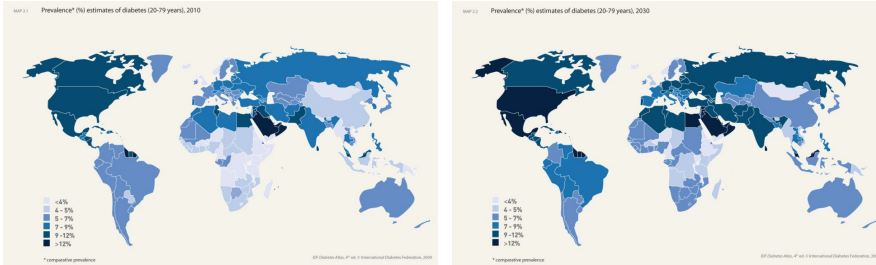 MAP 2.1 Prevalence* (%) estimates of diabetes (20-79 years), 2010
<4%
4 - 5%
5 - 7%
7 - 9%
9 -12%
>12%
* comparative prevalence
IDF Diabetes Atlas, 4th ed. © International Diabetes Federation, 2009
MAP 2.2 Prevalence* (%) estimates of diabetes (20-79 years), 2030
<4%
4 - 5%
5 - 7%
7 - 9%
9 -12%
>12%
* comparative prevalence
IDF Diabetes Atlas, 4th ed. © International Diabetes Federation,